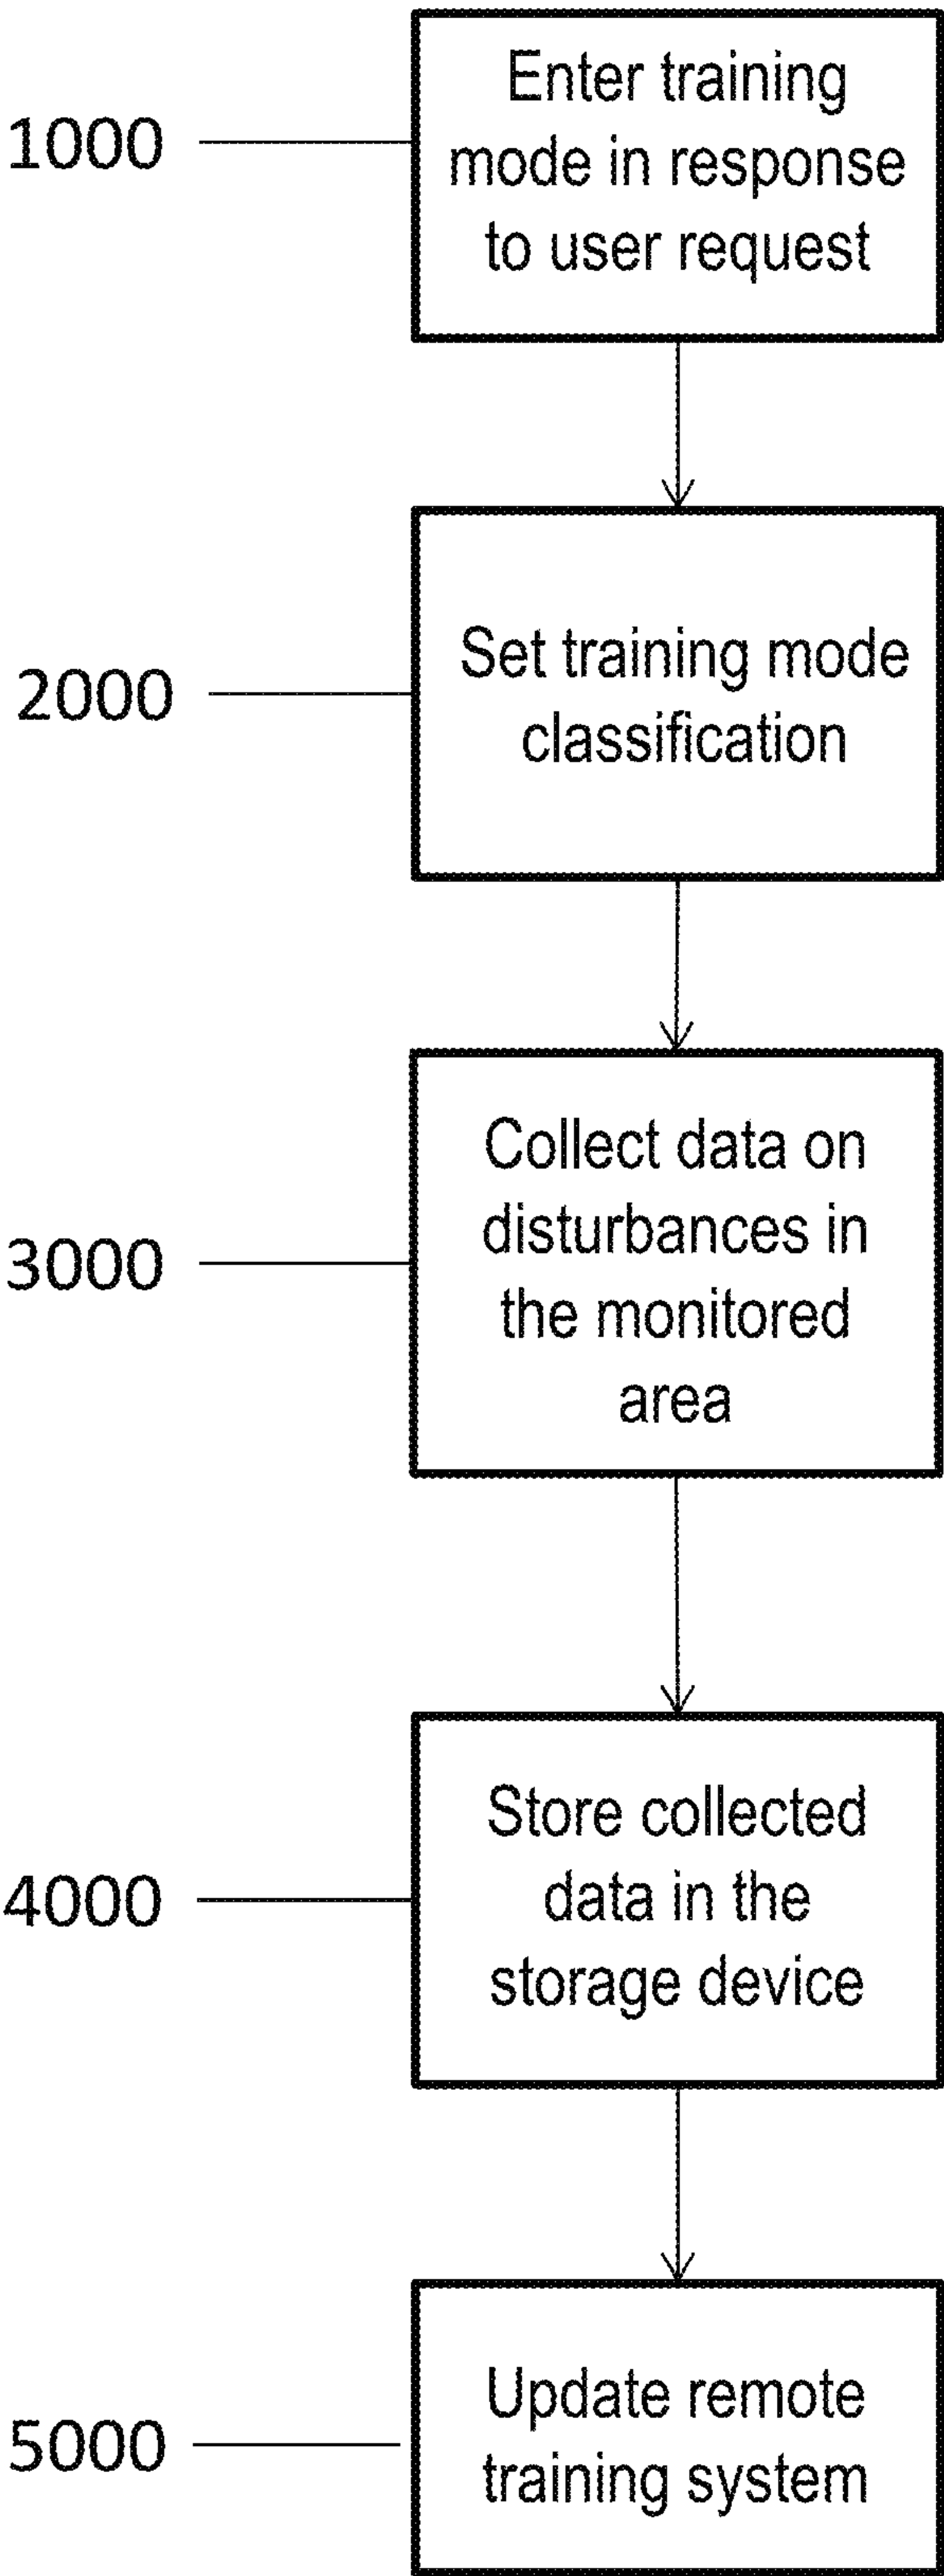 1000
Enter training
mode in response
to user request
2000
Set training mode
classification
3000
Collect data on
disturbances in
the monitored
area
4000
Store collected
data in the
storage device
5000
Update remote
training system